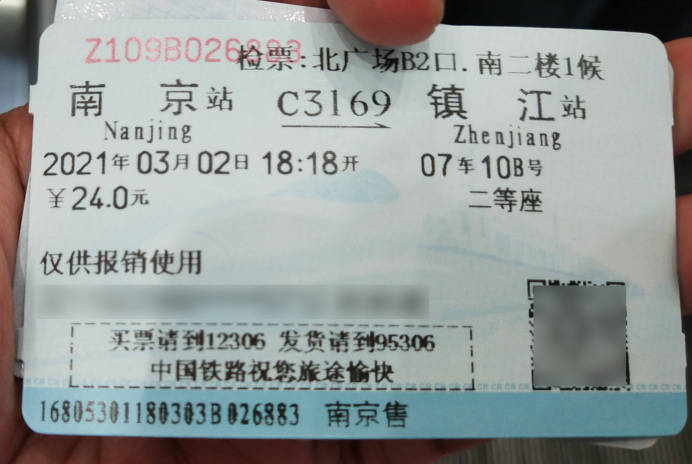 Z109B026883 检票:北广场B2口.南二楼1候
南京站 C3169 镇江站
Nanjing Zhenjiang
2021年03月02日 18:18开 07车10B号
￥24.0元 二等座
仅供报销使用
买票请到12306 发货请到95306
中国铁路祝您旅途愉快
16805301180303B026883 南京售